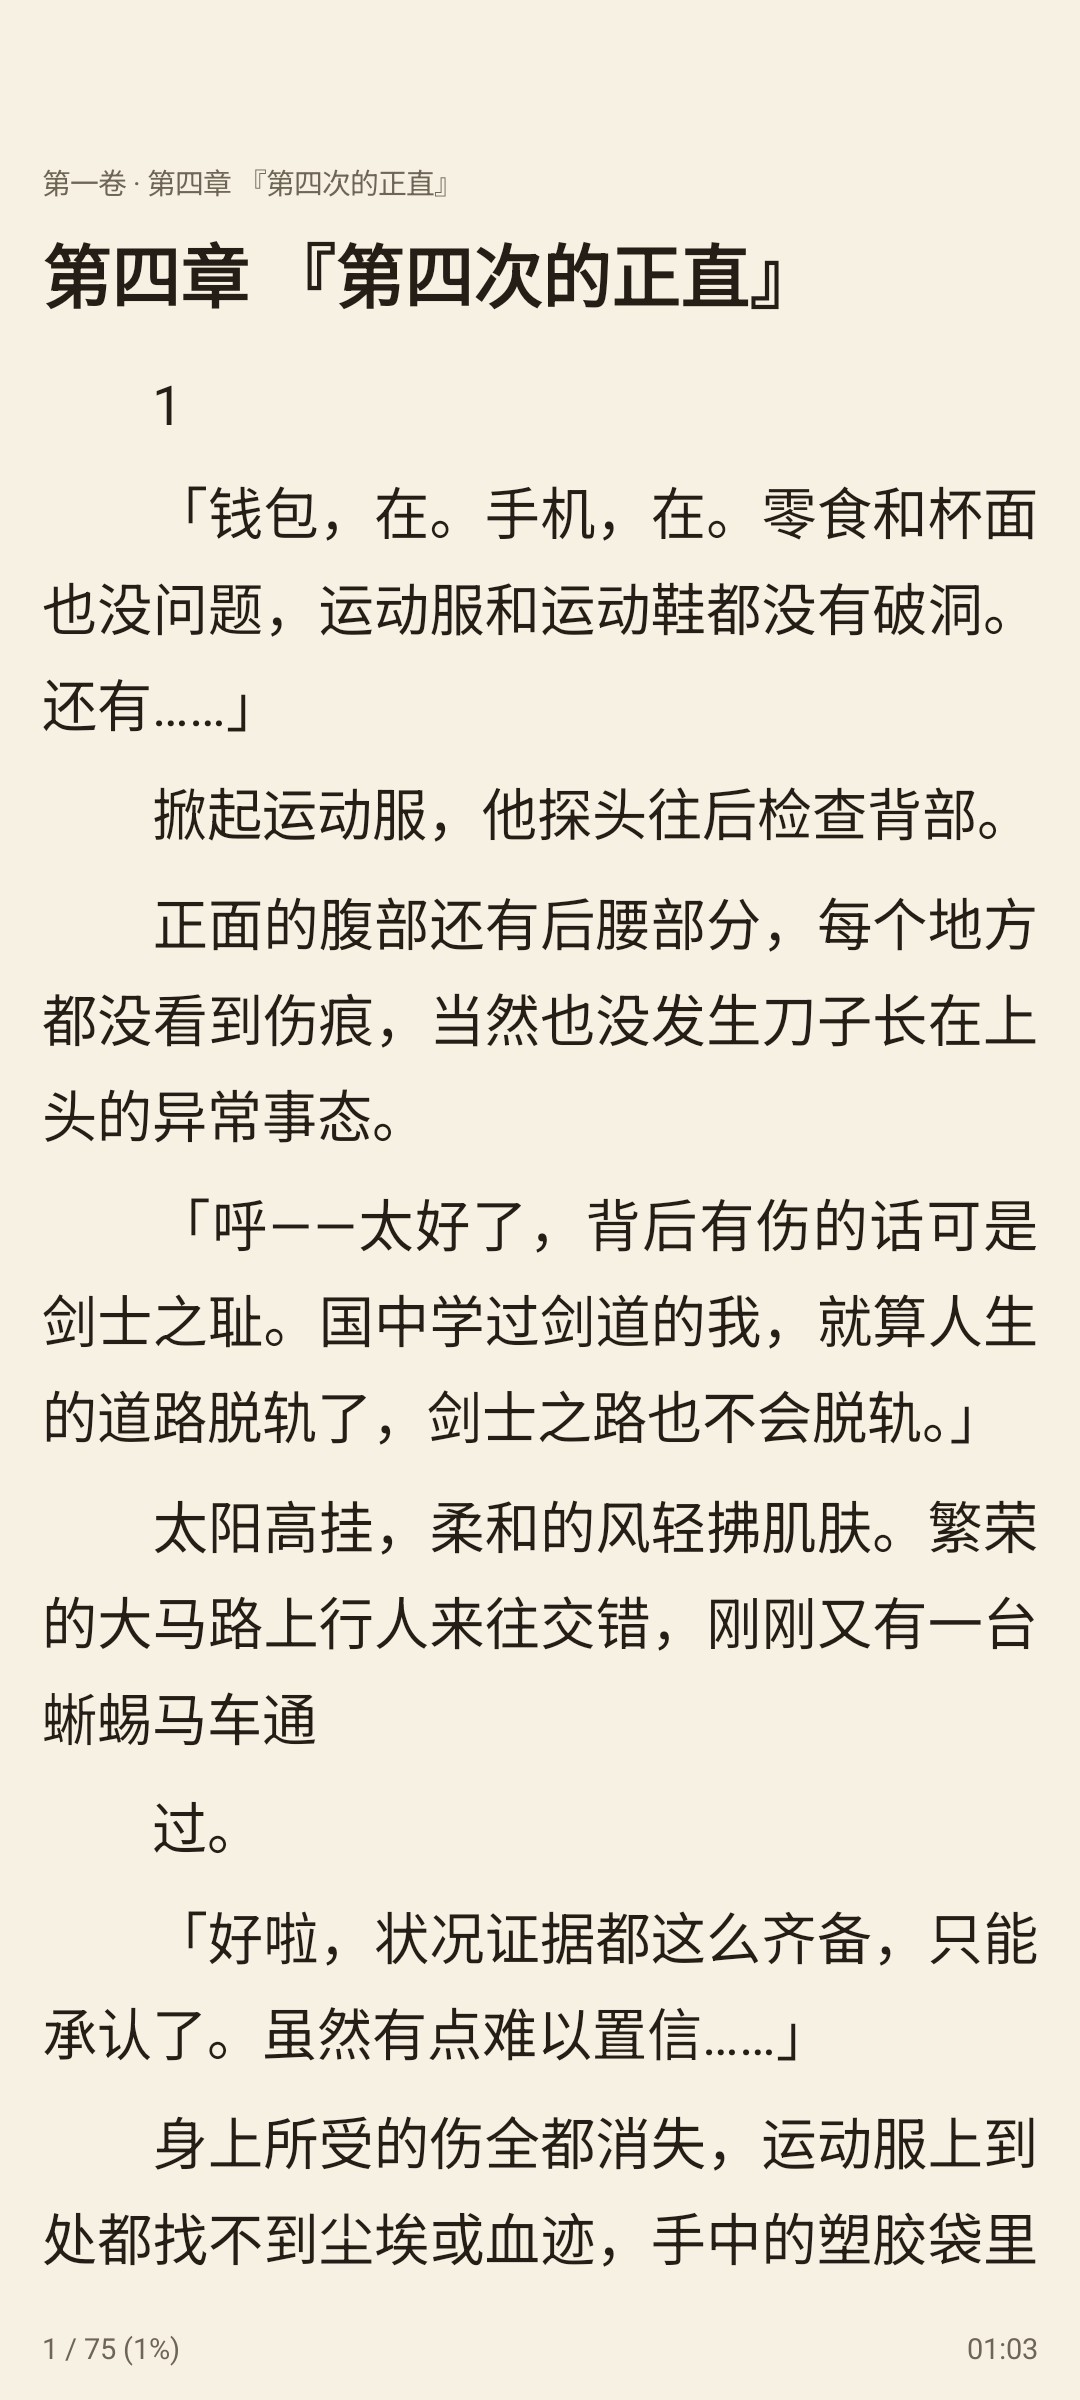 第一卷 · 第四章 『第四次的正直』
第四章 『第四次的正直』
1
「钱包，在。手机，在。零食和杯面
也没问题，运动服和运动鞋都没有破洞。
还有……」
掀起运动服，他探头往后检查背部。
正面的腹部还有后腰部分，每个地方
都没看到伤痕，当然也没发生刀子长在上
头的异常事态。
「呼──太好了，背后有伤的话可是
剑士之耻。国中学过剑道的我，就算人生
的道路脱轨了，剑士之路也不会脱轨。」
太阳高挂，柔和的风轻拂肌肤。繁荣
的大马路上行人来往交错，刚刚又有一台
蜥蜴马车通
过。
「好啦，状况证据都这么齐备，只能
承认了。虽然有点难以置信……」
身上所受的伤全都消失，运动服上到
处都找不到尘埃或血迹，手中的塑胶袋里
1 / 75 (1%)
01:03